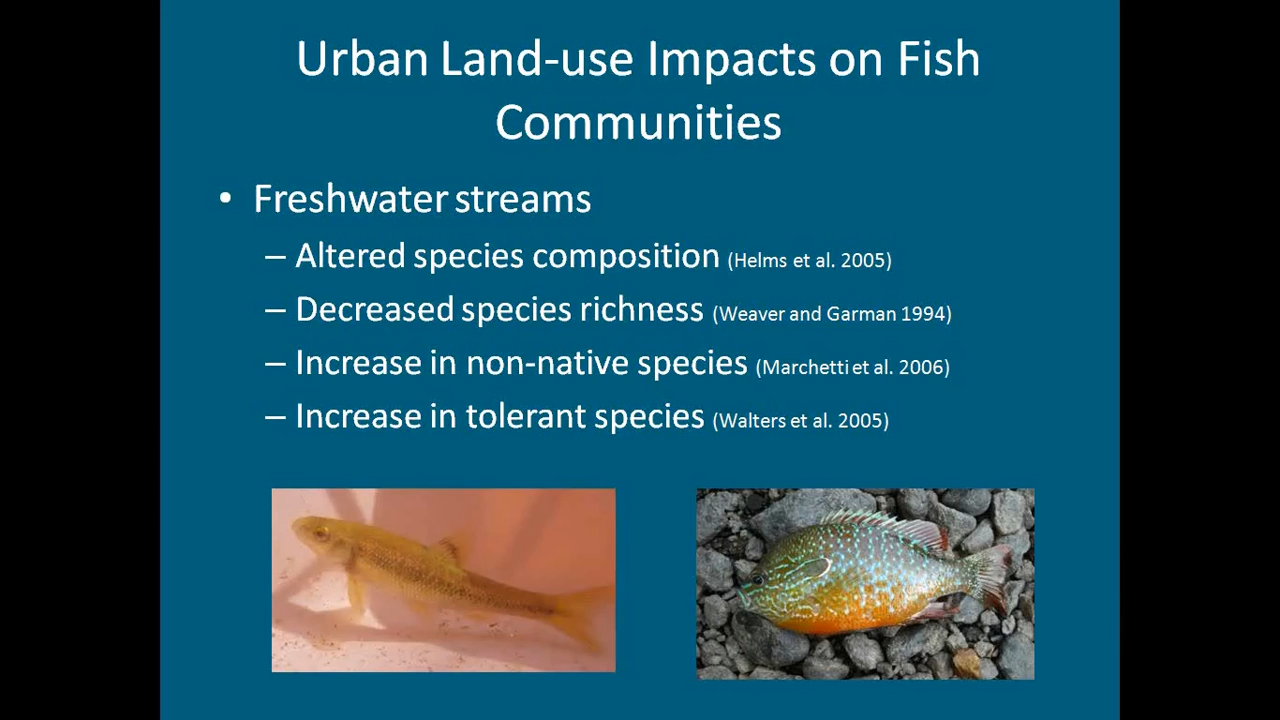 Urban Land-use Impacts on Fish
Communities
• Freshwater streams
– Altered species composition (Helms et al. 2005)
– Decreased species richness (Weaver and Garman 1994)
– Increase in non-native species (Marchetti et al. 2006)
– Increase in tolerant species (Walters et al. 2005)